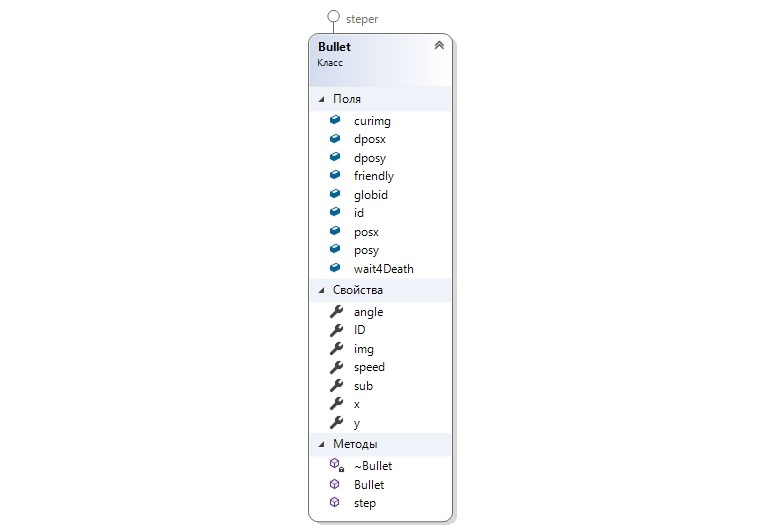 steper
Bullet
Класс
Поля
curimg
dposx
dposy
friendly
globid
id
posx
posy
wait4Death
Свойства
angle
ID
img
speed
sub
x
y
Методы
~Bullet
Bullet
step